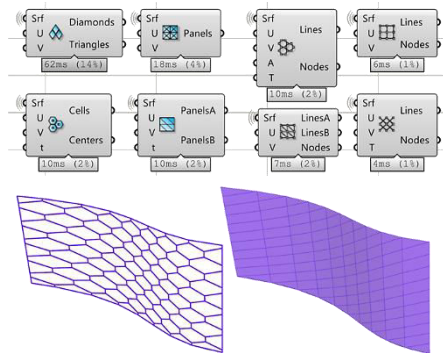 Srf
U
V
Diamonds
Triangles
62ms (14%)
Srf
U
V
Panels
18ms (4%)
Srf
U
V
A
T
Lines
Nodes
10ms (2%)
Srf
U
V
Lines
Nodes
6ms (1%)
Srf
U
V
t
Cells
Centers
10ms (2%)
Srf
U
V
t
PanelsA
PanelsB
10ms (2%)
Srf
U
V
LinesA
LinesB
Nodes
7ms (2%)
Srf
U
V
T
Lines
Nodes
4ms (1%)